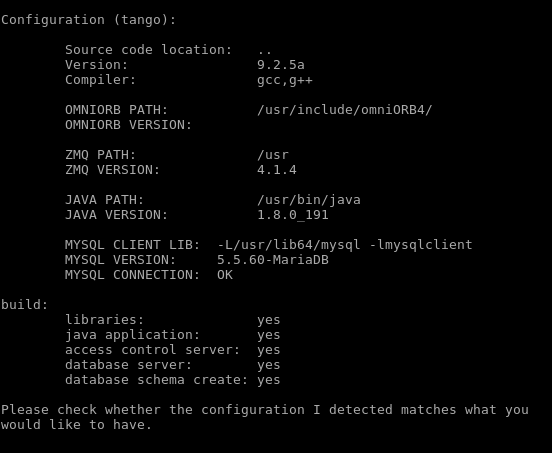 Configuration (tango):
Source code location: ..
Version: 9.2.5a
Compiler: gcc,g++
OMNIORB PATH: /usr/include/omniORB4/
OMNIORB VERSION:
ZMQ PATH: /usr
ZMQ VERSION: 4.1.4
JAVA PATH: /usr/bin/java
JAVA VERSION: 1.8.0_191
MYSQL CLIENT LIB: -L/usr/lib64/mysql -lmysqlclient
MYSQL VERSION: 5.5.60-MariaDB
MYSQL CONNECTION: OK
build:
libraries: yes
java application: yes
access control server: yes
database server: yes
database schema create: yes
Please check whether the configuration I detected matches what you
would like to have.